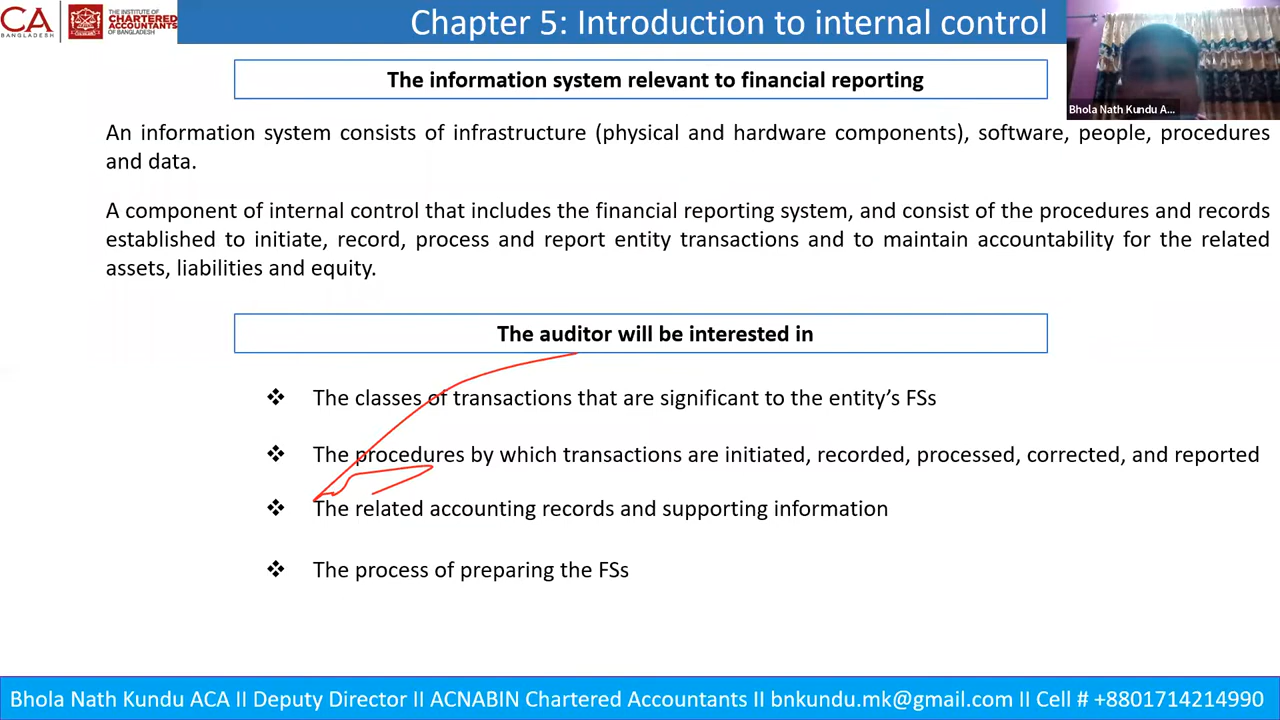 CA
BANGLADESH
THE INSTITUTE OF
CHARTERED
ACCOUNTANTS
OF BANGLADESH
Chapter 5: Introduction to internal control
Bhola Nath Kundu A...
The information system relevant to financial reporting
An information system consists of infrastructure (physical and hardware components), software, people, procedures
and data.
A component of internal control that includes the financial reporting system, and consist of the procedures and records
established to initiate, record, process and report entity transactions and to maintain accountability for the related
assets, liabilities and equity.
The auditor will be interested in
❖ The classes of transactions that are significant to the entity’s FSs
❖ The procedures by which transactions are initiated, recorded, processed, corrected, and reported
❖ The related accounting records and supporting information
❖ The process of preparing the FSs
Bhola Nath Kundu ACA II Deputy Director II ACNABIN Chartered Accountants II bnkundu.mk@gmail.com II Cell # +8801714214990